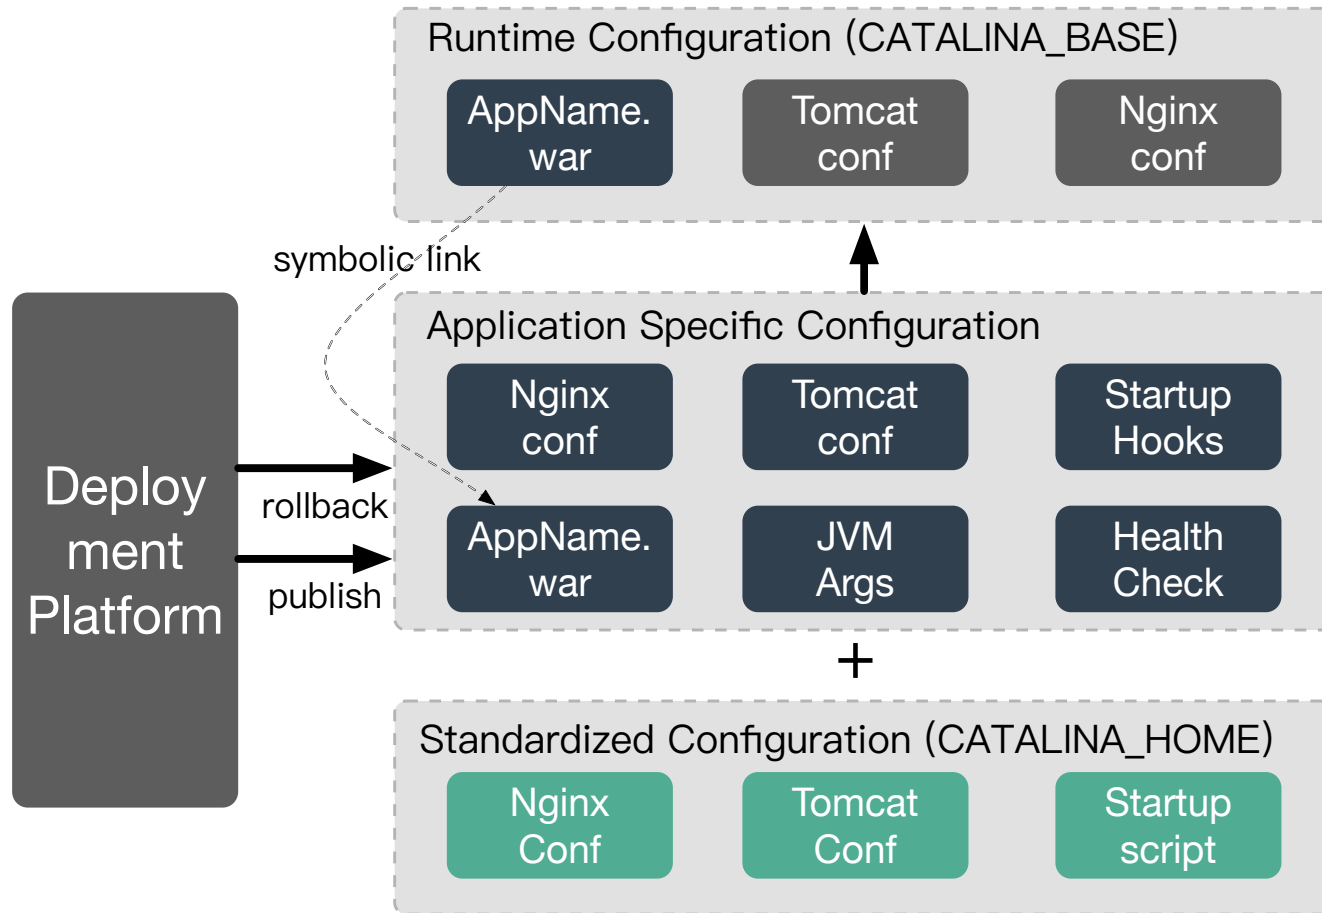 Runtime Configuration (CATALINA_BASE)
AppName.
war
Tomcat
conf
Nginx
conf
symbolic link
Application Specific Configuration
Nginx
conf
Tomcat
conf
Startup
Hooks
Deploy
ment
Platform
rollback
publish
AppName.
war
JVM
Args
Health
Check
+
Standardized Configuration (CATALINA_HOME)
Nginx
Conf
Tomcat
Conf
Startup
script